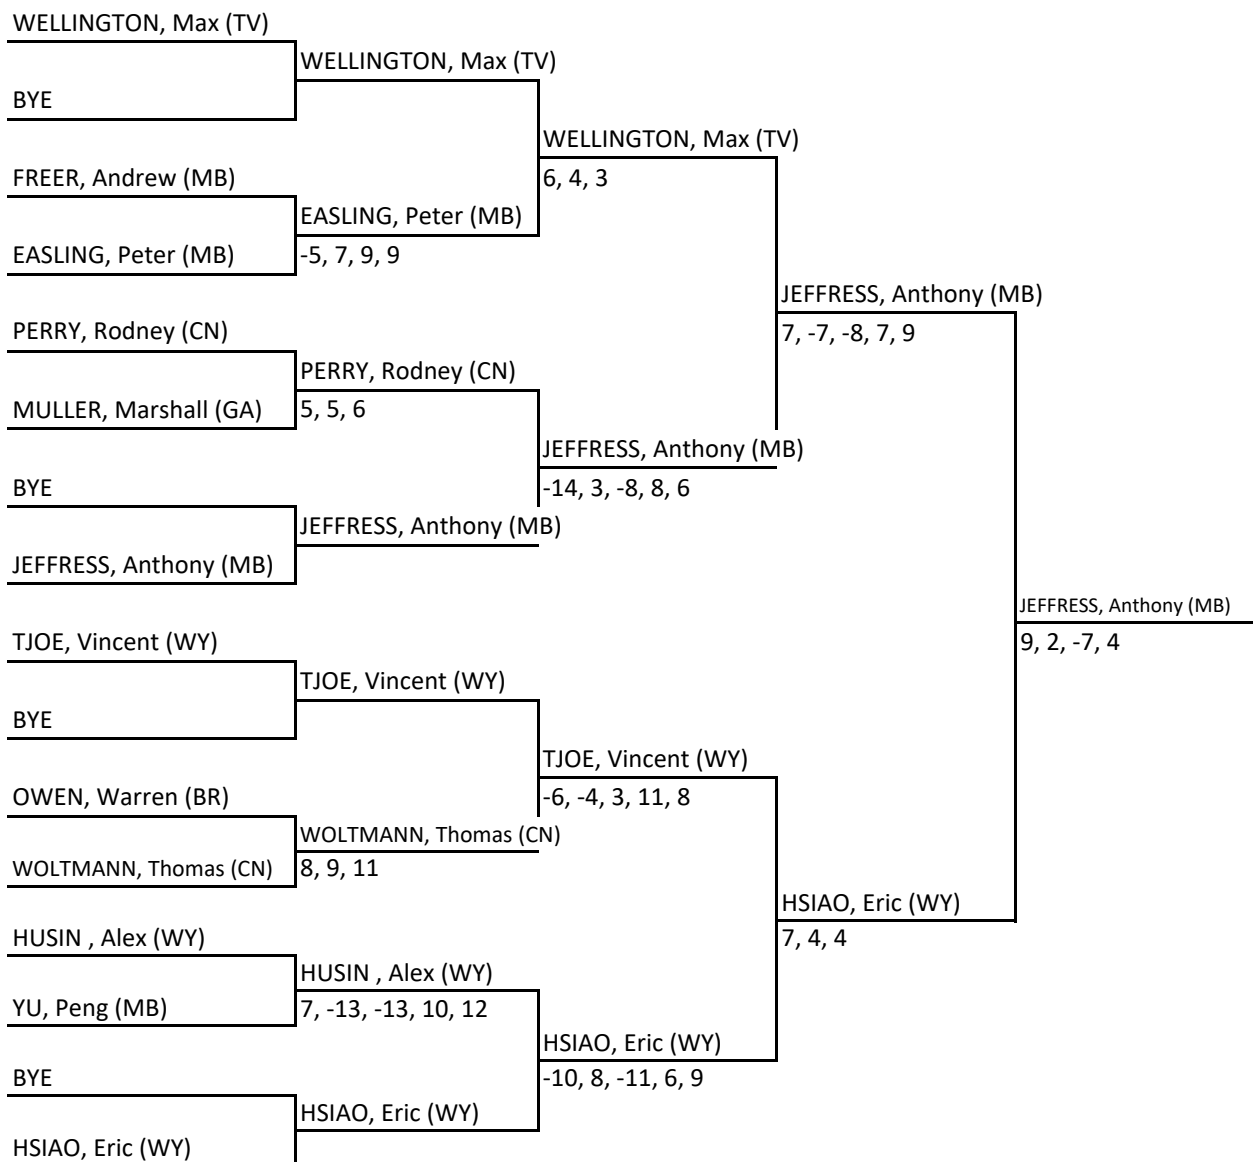 WELLINGTON, Max (TV)
BYE
FREER, Andrew (MB)
EASLING, Peter (MB)
PERRY, Rodney (CN)
MULLER, Marshall (GA)
BYE
JEFFRESS, Anthony (MB)
TJOE, Vincent (WY)
BYE
OWEN, Warren (BR)
WOLTMANN, Thomas (CN)
HUSIN , Alex (WY)
YU, Peng (MB)
BYE
HSIAO, Eric (WY)
WELLINGTON, Max (TV)
EASLING, Peter (MB)
-5, 7, 9, 9
PERRY, Rodney (CN)
5, 5, 6
JEFFRESS, Anthony (MB)
TJOE, Vincent (WY)
WOLTMANN, Thomas (CN)
8, 9, 11
HUSIN , Alex (WY)
7, -13, -13, 10, 12
HSIAO, Eric (WY)
WELLINGTON, Max (TV)
6, 4, 3
JEFFRESS, Anthony (MB)
-14, 3, -8, 8, 6
TJOE, Vincent (WY)
-6, -4, 3, 11, 8
HSIAO, Eric (WY)
-10, 8, -11, 6, 9
JEFFRESS, Anthony (MB)
7, -7, -8, 7, 9
HSIAO, Eric (WY)
7, 4, 4
JEFFRESS, Anthony (MB)
9, 2, -7, 4